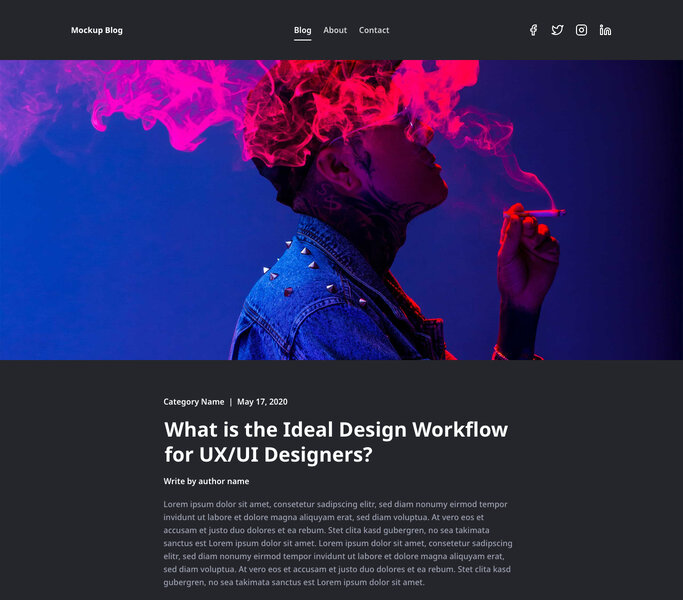 Mockup Blog
Blog About Contact
Category Name | May 17, 2020
What is the Ideal Design Workflow
for UX/UI Designers?
Write by author name
Lorem ipsum dolor sit amet, consetetur sadipscing elitr, sed diam nonumy eirmod tempor
invidunt ut labore et dolore magna aliquyam erat, sed diam voluptua. At vero eos et
accusam et justo duo dolores et ea rebum. Stet clita kasd gubergren, no sea takimata
sanctus est Lorem ipsum dolor sit amet. Lorem ipsum dolor sit amet, consetetur sadipscing
elitr, sed diam nonumy eirmod tempor invidunt ut labore et dolore magna aliquyam erat,
sed diam voluptua. At vero eos et accusam et justo duo dolores et ea rebum. Stet clita kasd
gubergren, no sea takimata sanctus est Lorem ipsum dolor sit amet.